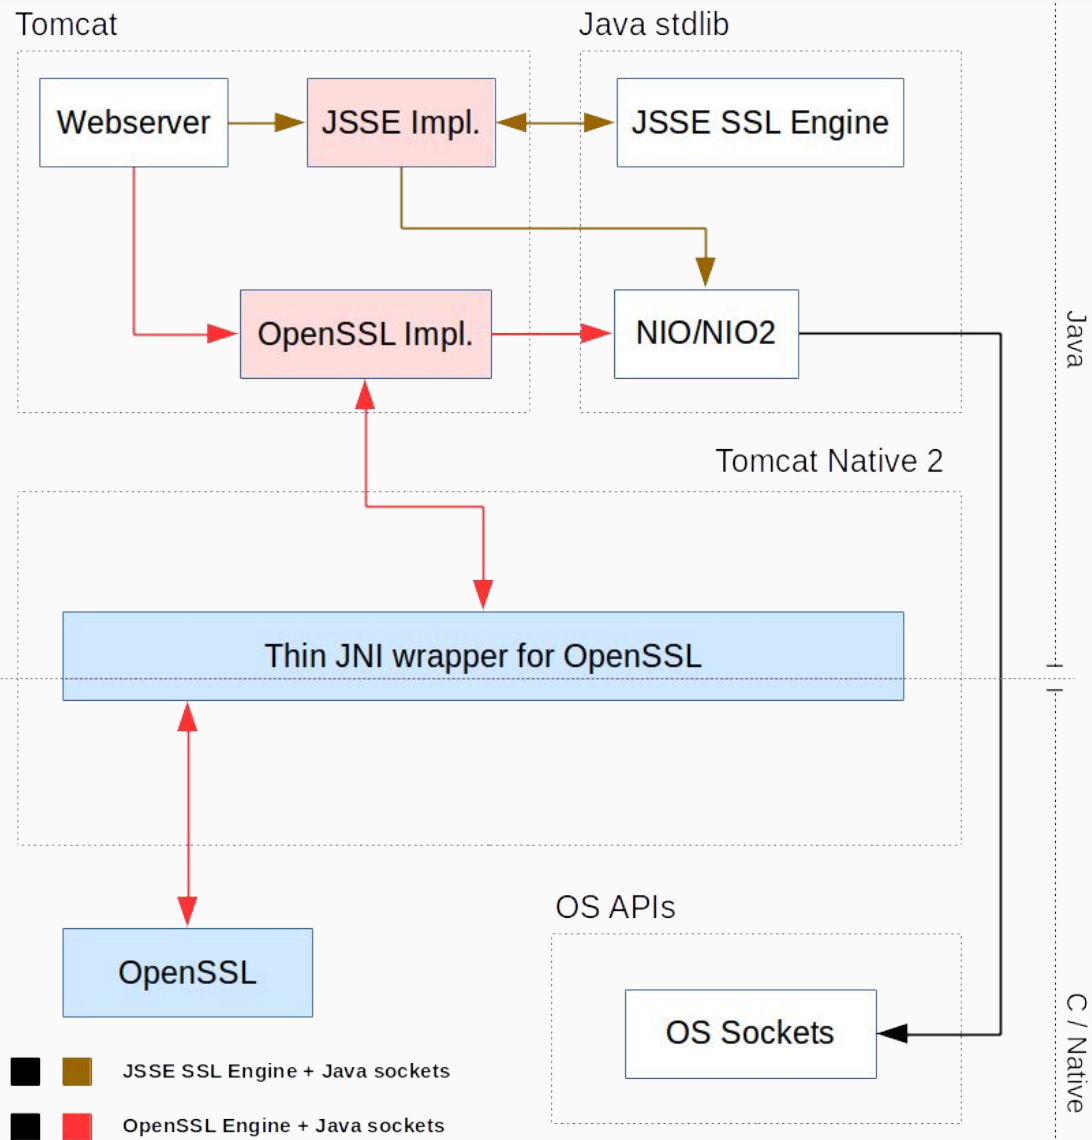 Tomcat
Java stdlib
Webserver
JSSE Impl.
JSSE SSL Engine
OpenSSL Impl.
NIO/NIO2
Java
Tomcat Native 2
Thin JNI wrapper for OpenSSL
OS APIs
OpenSSL
OS Sockets
C / Native
JSSE SSL Engine + Java sockets
OpenSSL Engine + Java sockets